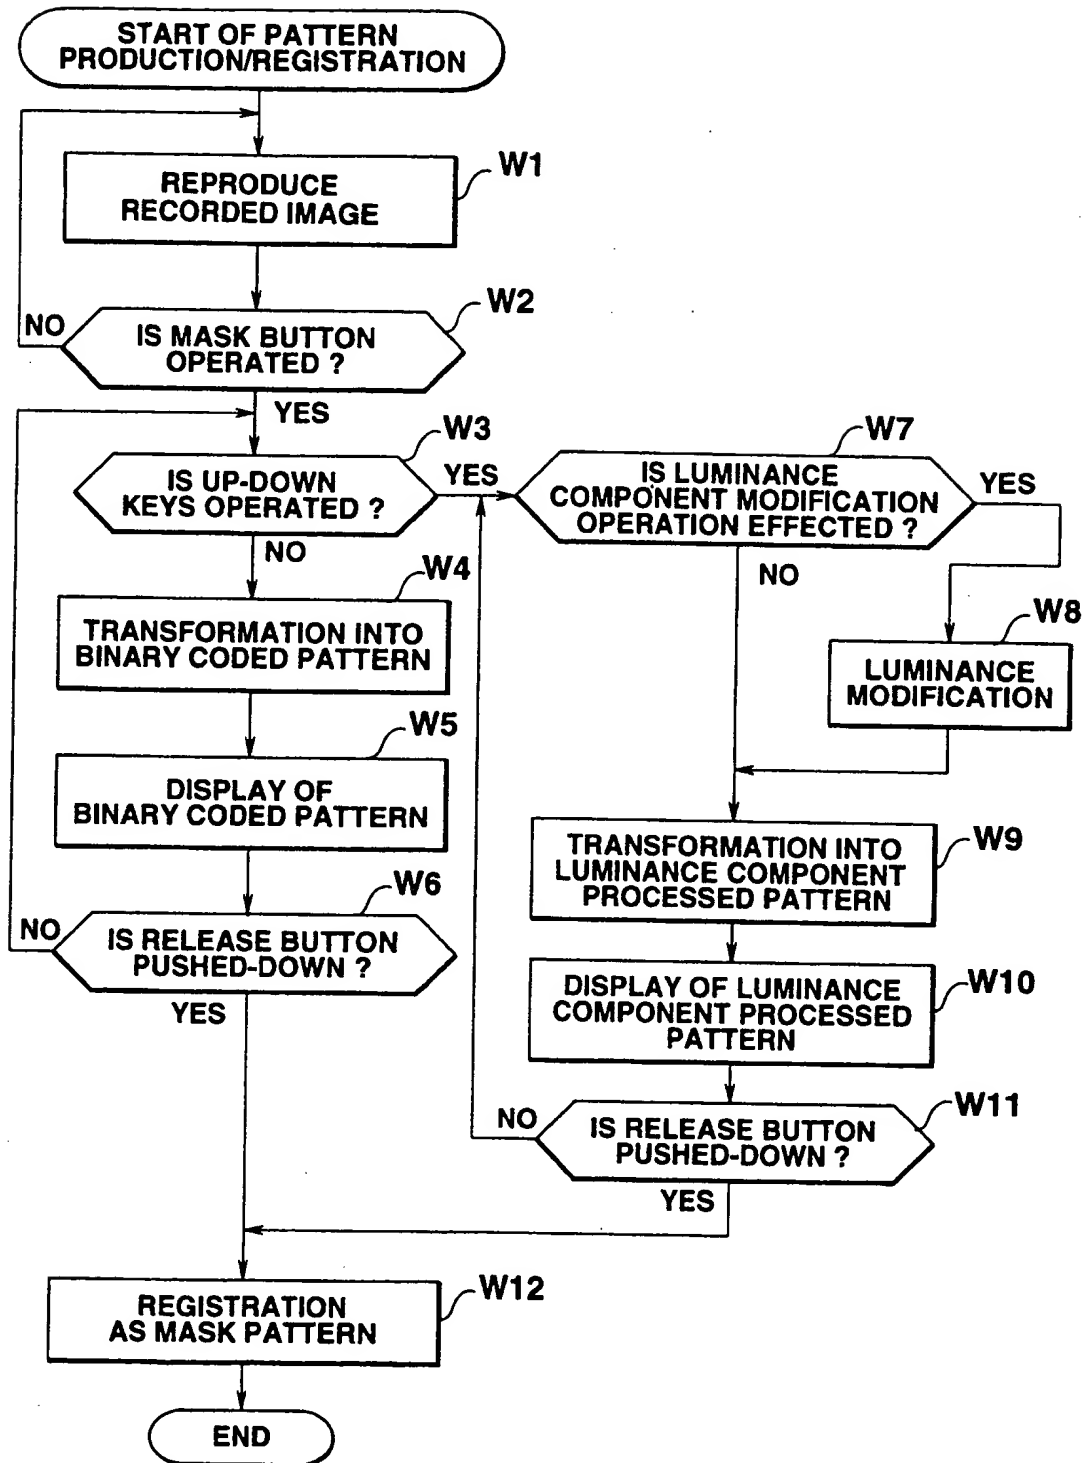 START OF PATTERN
PRODUCTION/REGISTRATION
W1
REPRODUCE
RECORDED IMAGE
W2
NO
IS MASK BUTTON
OPERATED ?
YES
W3
IS UP-DOWN
KEYS OPERATED ?
YES
NO
W4
TRANSFORMATION INTO
BINARY CODED PATTERN
W5
DISPLAY OF
BINARY CODED PATTERN
W6
NO
IS RELEASE BUTTON
PUSHED-DOWN ?
YES
W7
IS LUMINANCE
COMPONENT MODIFICATION
OPERATION EFFECTED ?
YES
NO
W8
LUMINANCE
MODIFICATION
W9
TRANSFORMATION INTO
LUMINANCE COMPONENT
PROCESSED PATTERN
W10
DISPLAY OF LUMINANCE
COMPONENT PROCESSED
PATTERN
W11
NO
IS RELEASE BUTTON
PUSHED-DOWN ?
YES
W12
REGISTRATION
AS MASK PATTERN
END